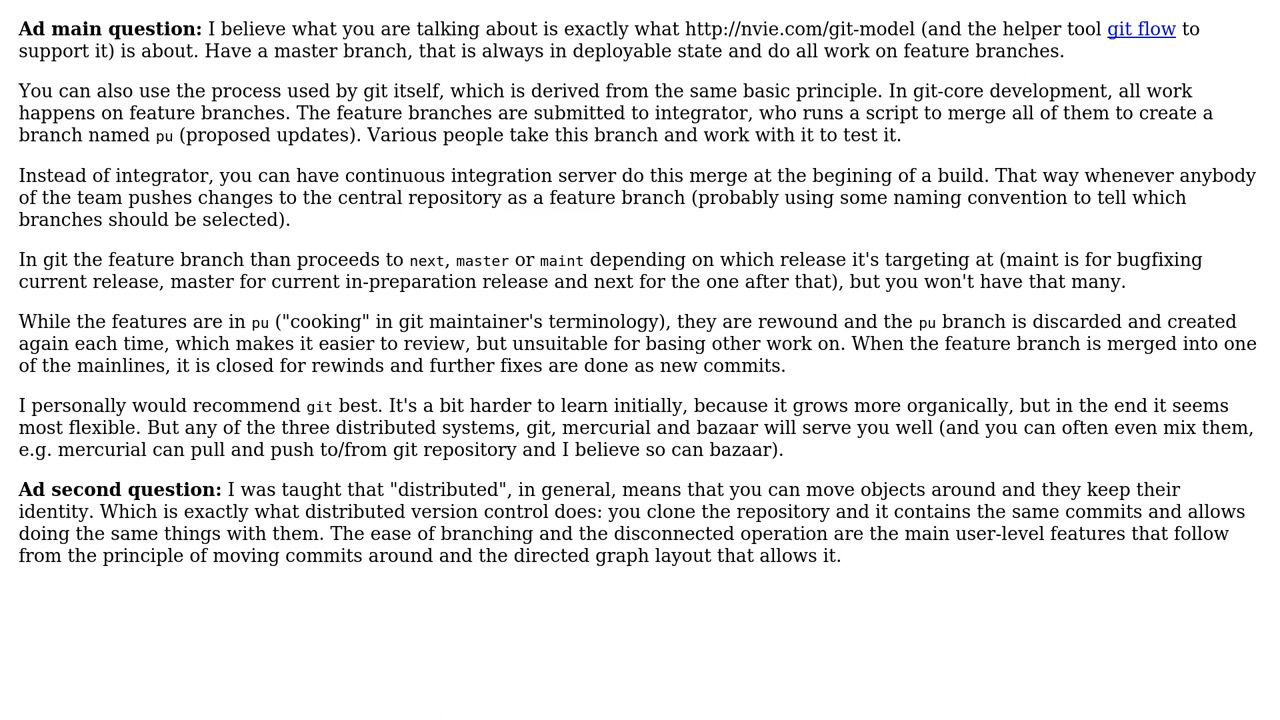 Ad main question: I believe what you are talking about is exactly what http://nvie.com/git-model (and the helper tool git flow to
support it) is about. Have a master branch, that is always in deployable state and do all work on feature branches.
You can also use the process used by git itself, which is derived from the same basic principle. In git-core development, all work
happens on feature branches. The feature branches are submitted to integrator, who runs a script to merge all of them to create a
branch named pu (proposed updates). Various people take this branch and work with it to test it.
Instead of integrator, you can have continuous integration server do this merge at the begining of a build. That way whenever anybody
of the team pushes changes to the central repository as a feature branch (probably using some naming convention to tell which
branches should be selected).
In git the feature branch than proceeds to next, master or maint depending on which release it's targeting at (maint is for bugfixing
current release, master for current in-preparation release and next for the one after that), but you won't have that many.
While the features are in pu ("cooking" in git maintainer's terminology), they are rewound and the pu branch is discarded and created
again each time, which makes it easier to review, but unsuitable for basing other work on. When the feature branch is merged into one
of the mainlines, it is closed for rewinds and further fixes are done as new commits.
I personally would recommend git best. It's a bit harder to learn initially, because it grows more organically, but in the end it seems
most flexible. But any of the three distributed systems, git, mercurial and bazaar will serve you well (and you can often even mix them,
e.g. mercurial can pull and push to/from git repository and I believe so can bazaar).
Ad second question: I was taught that "distributed", in general, means that you can move objects around and they keep their
identity. Which is exactly what distributed version control does: you clone the repository and it contains the same commits and allows
doing the same things with them. The ease of branching and the disconnected operation are the main user-level features that follow
from the principle of moving commits around and the directed graph layout that allows it.